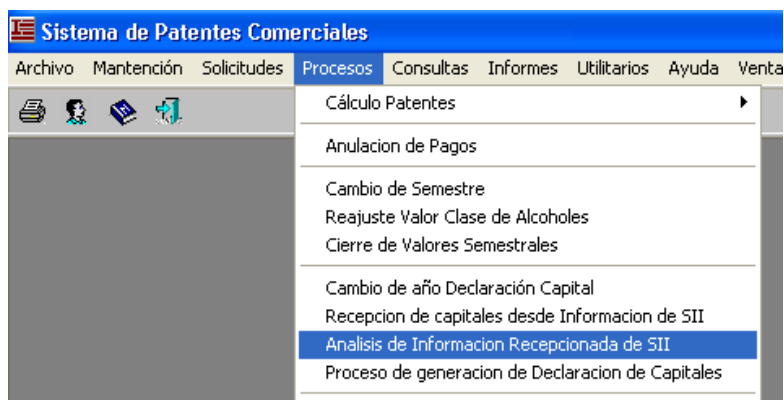 Sistema de Patentes Comerciales
Archivo Mantención Solicitudes Procesos Consultas Informes Utilitarios Ayuda Venta
Cálculo Patentes
Anulacion de Pagos
Cambio de Semestre
Reajuste Valor Clase de Alcoholes
Cierre de Valores Semestrales
Cambio de año Declaración Capital
Recepcion de capitales desde Informacion de SII
Analisis de Informacion Recepcionada de SII
Proceso de generacion de Declaracion de Capitales